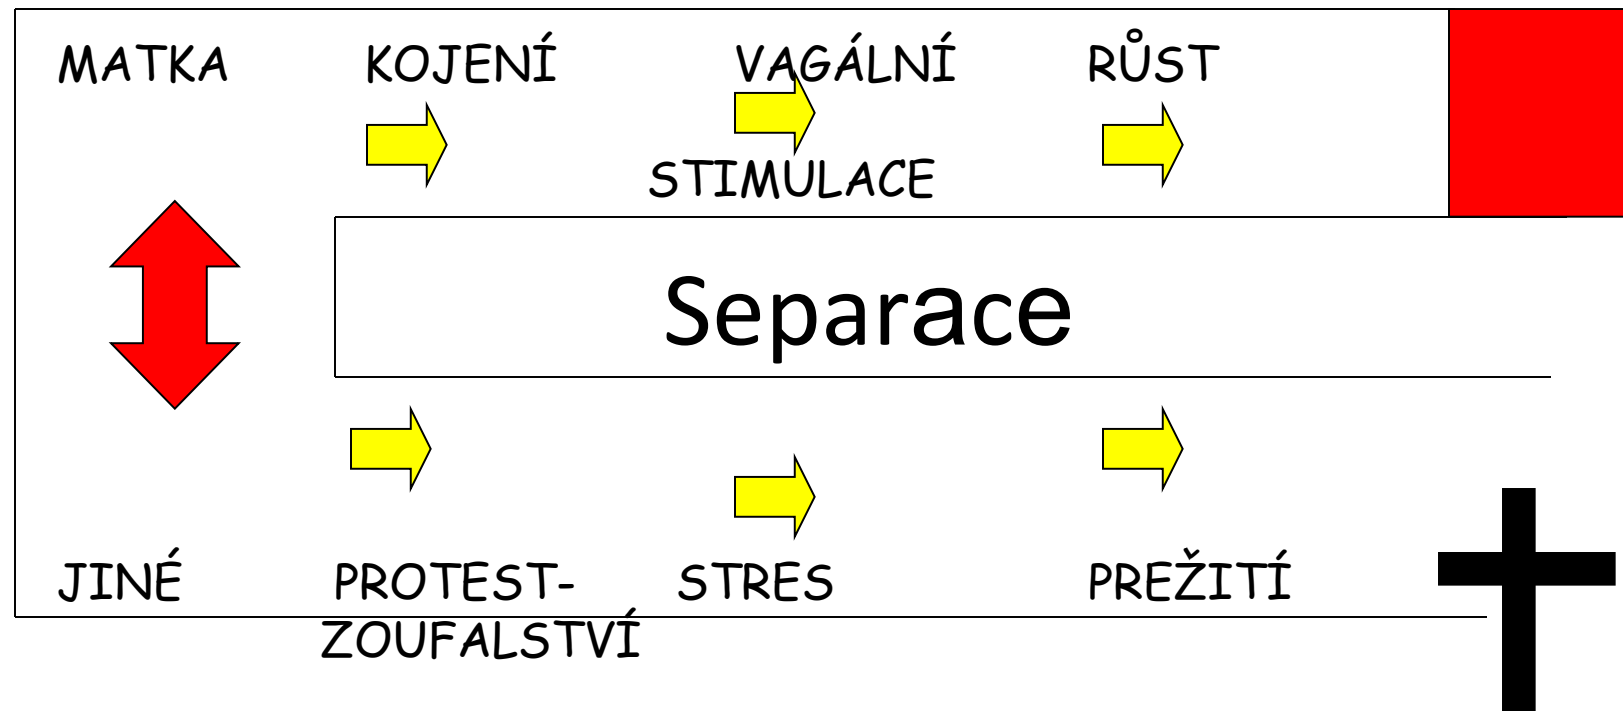 MATKA KOJENÍ VAGÁLNÍ RŮST
STIMULACE
Separace
JINÉ PROTEST- STRES PREŽITÍ
ZOUFALSTVÍ